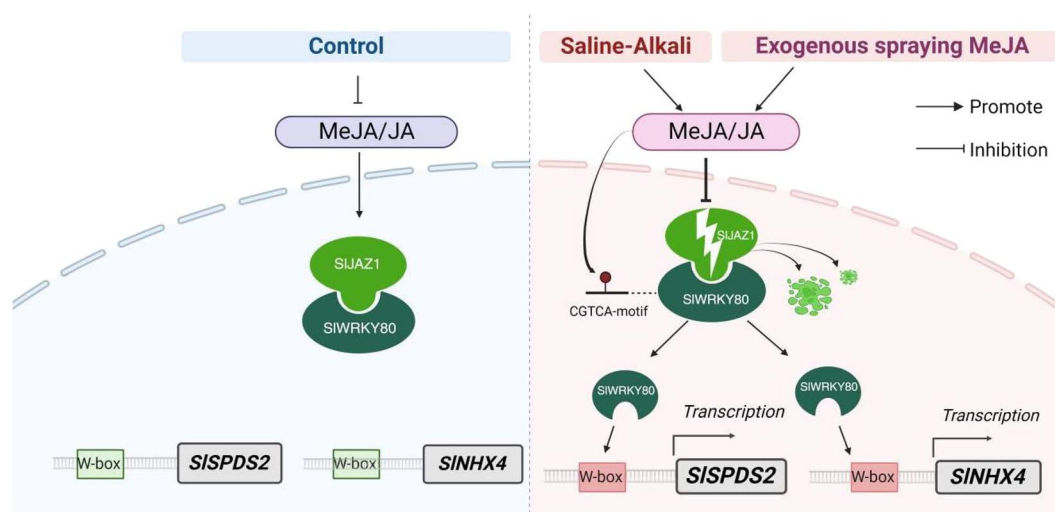 Control
MeJA/JA
SlJAZ1
SlWRKY80
W-box
SlSPDS2
W-box
SlNHX4
Saline-Alkali
Exogenous spraying MeJA
MeJA/JA
Promote
Inhibition
SlJAZ1
SlWRKY80
CGTCA-motif
SlWRKY80
SlWRKY80
Transcription
Transcription
W-box
SlSPDS2
W-box
SlNHX4